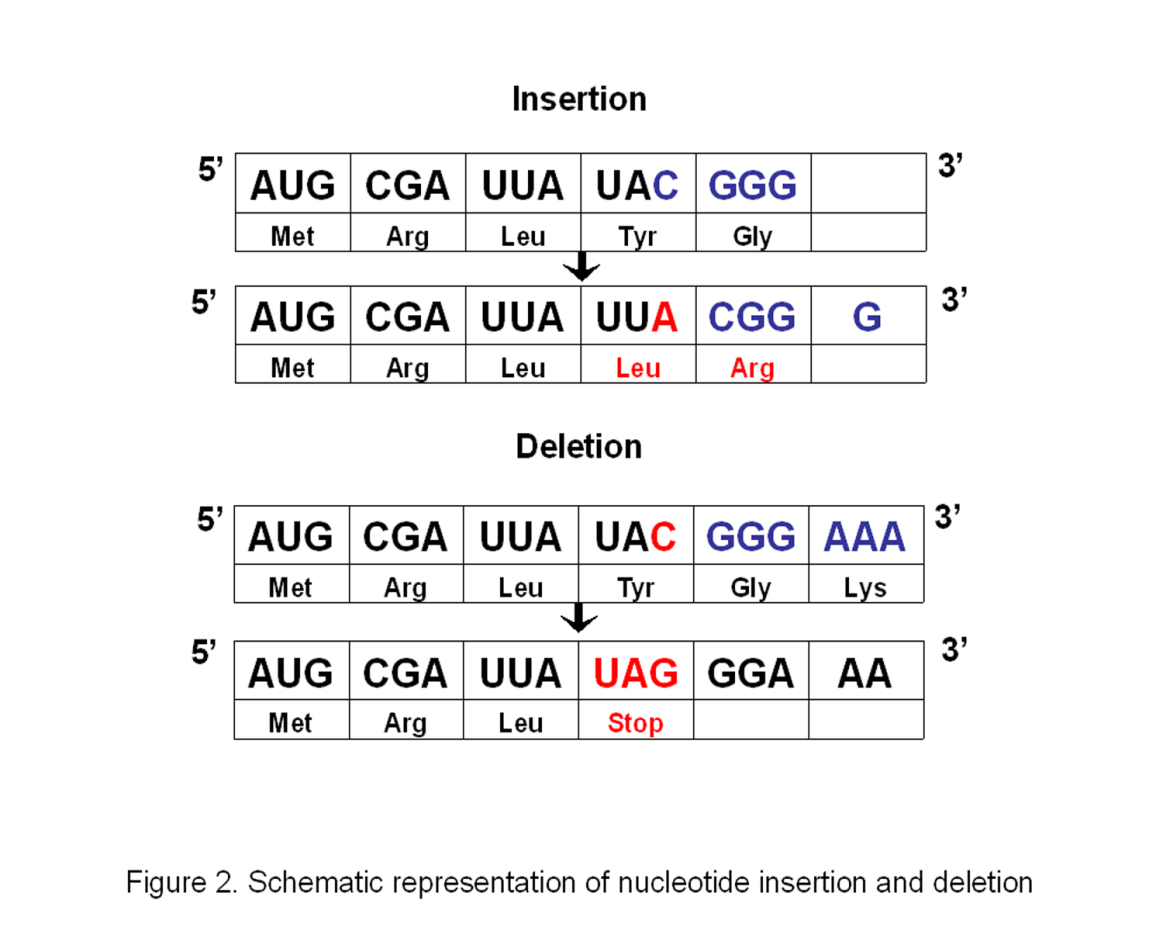 Insertion
5’ AUG CGA UUA UAC GGG 3’
Met Arg Leu Tyr Gly
5’ AUG CGA UUA UUA CGG G 3’
Met Arg Leu Leu Arg
Deletion
5’ AUG CGA UUA UAC GGG AAA 3’
Met Arg Leu Tyr Gly Lys
5’ AUG CGA UUA UAG GGA AA 3’
Met Arg Leu Stop
Figure 2. Schematic representation of nucleotide insertion and deletion